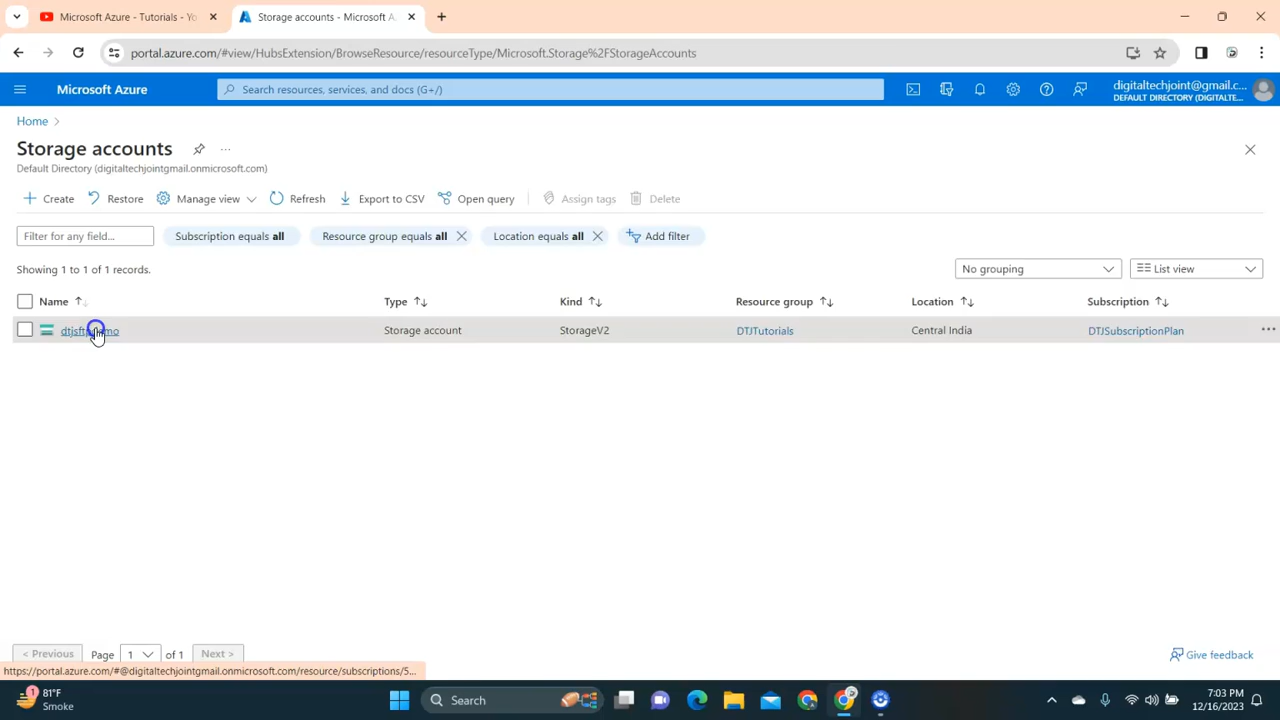 Microsoft Azure - Tutorials - Yo
Storage accounts - Microsoft A
portal.azure.com/#view/HubsExtension/BrowseResource/resourceType/Microsoft.Storage%2FStorageAccounts
Microsoft Azure
Search resources, services, and docs (G+/)
digitaltechjoint@gmail.c...
DEFAULT DIRECTORY (DIGITALTE...
Home
Storage accounts
Default Directory (digitaltechjointgmail.onmicrosoft.com)
Create Restore Manage view Refresh Export to CSV Open query Assign tags Delete
Filter for any field... Subscription equals all Resource group equals all Location equals all Add filter
Showing 1 to 1 of 1 records.
No grouping List view
Name Type Kind Resource group Location Subscription
Storage account StorageV2 DTJTutorials Central India DTJSubscriptionPlan
< Previous Page 1 of 1 Next >
Give feedback
https://portal.azure.com/#@digitaltechjointgmail.onmicrosoft.com/resource/subscriptions/5...
1
81°F
Smoke
Search
7:03 PM
12/16/2023